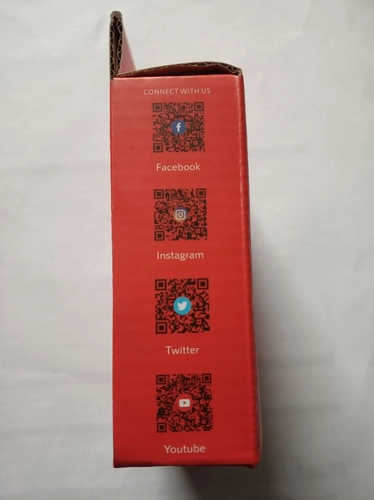 CONNECT WITH US
Facebook
Instagram
Twitter
Youtube